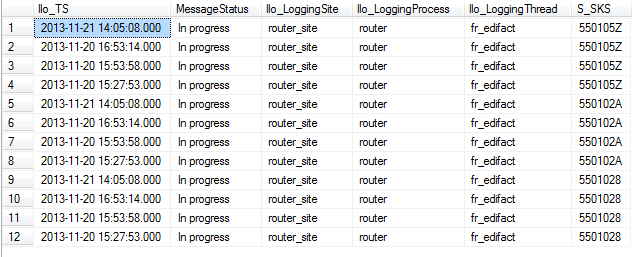 Ilo_TS MessageStatus Ilo_LoggingSite Ilo_LoggingProcess Ilo_LoggingThread S_SKS
1 2013-11-21 14:05:08.000 In progress router_site router fr_edifact 550105Z
2 2013-11-20 16:53:14.000 In progress router_site router fr_edifact 550105Z
3 2013-11-20 15:53:58.000 In progress router_site router fr_edifact 550105Z
4 2013-11-20 15:27:53.000 In progress router_site router fr_edifact 550105Z
5 2013-11-21 14:05:08.000 In progress router_site router fr_edifact 550102A
6 2013-11-20 16:53:14.000 In progress router_site router fr_edifact 550102A
7 2013-11-20 15:53:58.000 In progress router_site router fr_edifact 550102A
8 2013-11-20 15:27:53.000 In progress router_site router fr_edifact 550102A
9 2013-11-21 14:05:08.000 In progress router_site router fr_edifact 5501028
10 2013-11-20 16:53:14.000 In progress router_site router fr_edifact 5501028
11 2013-11-20 15:53:58.000 In progress router_site router fr_edifact 5501028
12 2013-11-20 15:27:53.000 In progress router_site router fr_edifact 5501028